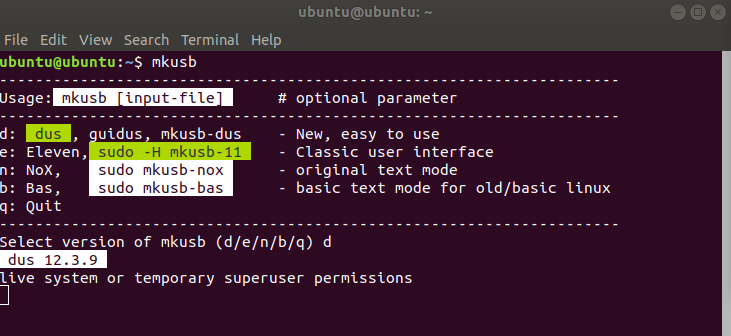 ubuntu@ubuntu: ~
File Edit View Search Terminal Help
ubuntu@ubuntu:~$ mkusb
--------------------------------------------------------------------
Usage: mkusb [input-file] # optional parameter
--------------------------------------------------------------------
d: dus , guidus, mkusb-dus - New, easy to use
e: Eleven, sudo -H mkusb-11 - Classic user interface
n: NoX, sudo mkusb-nox - original text mode
b: Bas, sudo mkusb-bas - basic text mode for old/basic linux
q: Quit
--------------------------------------------------------------------
Select version of mkusb (d/e/n/b/q) d
dus 12.3.9
live system or temporary superuser permissions